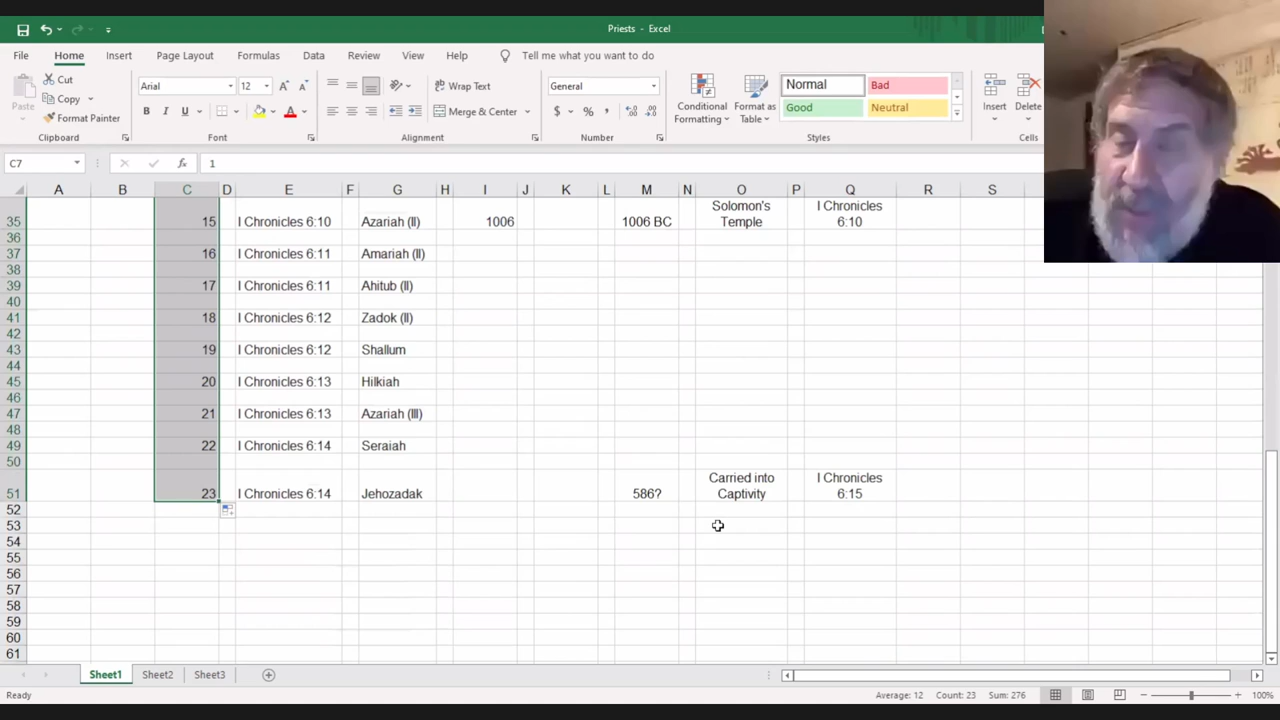 Priests - Excel
File Home Insert Page Layout Formulas Data Review View Help Tell me what you want to do
Paste Cut Copy Format Painter
Arial 12 B I U A
Wrap Text Merge & Center
General $ % ,
Conditional Formatting Format as Table
Normal Bad Good Neutral
Insert Delete
Clipboard Font Alignment Number Styles Cells
C7 fx 1
A B C D E F G H I J K L M N O P Q R S
35 15 I Chronicles 6:10 Azariah (II) 1006 1006 BC Solomon's Temple I Chronicles 6:10
36
37 16 I Chronicles 6:11 Amariah (II)
38
39 17 I Chronicles 6:11 Ahitub (II)
40
41 18 I Chronicles 6:12 Zadok (II)
42
43 19 I Chronicles 6:12 Shallum
44
45 20 I Chronicles 6:13 Hilkiah
46
47 21 I Chronicles 6:13 Azariah (III)
48
49 22 I Chronicles 6:14 Seraiah
50
51 23 I Chronicles 6:14 Jehozadak 586? Carried into Captivity I Chronicles 6:15
52
53
54
55
56
57
58
59
60
61
Sheet1 Sheet2 Sheet3
Ready Average: 12 Count: 23 Sum: 276 100%